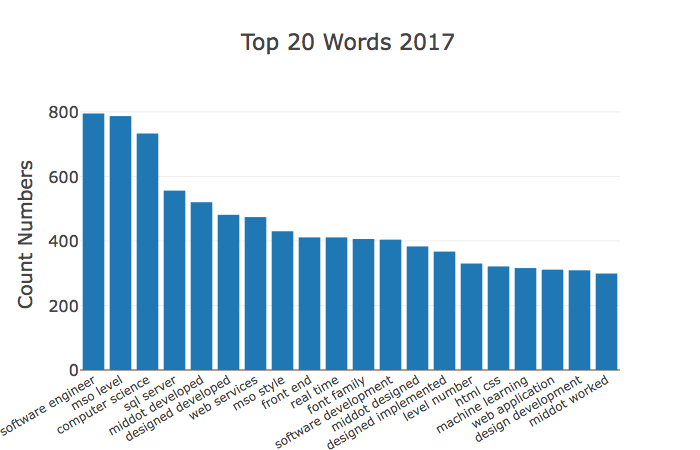 Top 20 Words 2017
Count Numbers
800
600
400
200
0
software engineer
mso level
computer science
sql server
middot developed
designed developed
web services
mso style
front end
real time
font family
software development
middot designed
designed implemented
level number
html css
machine learning
web application
design development
middot worked